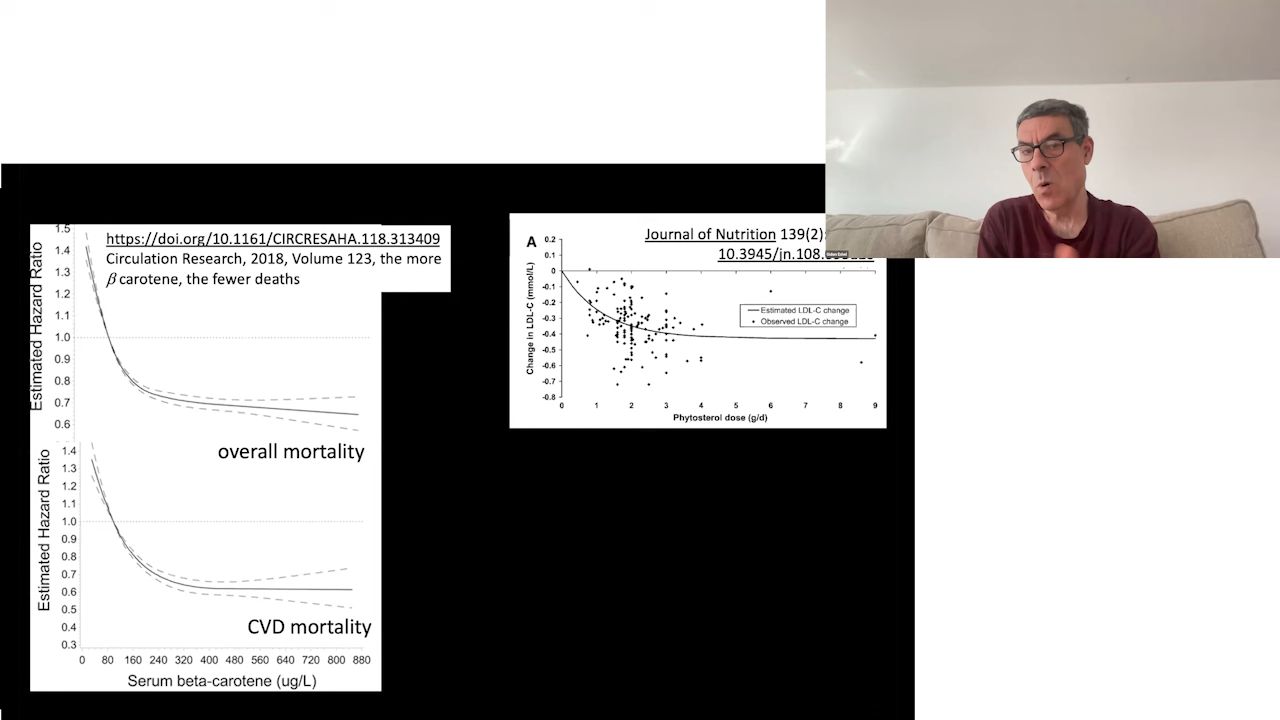 1.5
1.4
1.3
1.2
1.1
1.0
0.9
0.8
0.7
0.6
Estimated Hazard Ratio
https://doi.org/10.1161/CIRCRESAHA.118.313409
Circulation Research, 2018, Volume 123, the more
β carotene, the fewer deaths
overall mortality
1.4
1.3
1.2
1.1
1.0
0.9
0.8
0.7
0.6
0.5
0.4
0.3
Estimated Hazard Ratio
CVD mortality
0 80 160 240 320 400 480 560 640 720 800 880
Serum beta-carotene (ug/L)
A
Journal of Nutrition 139(2)
10.3945/jn.108.
0.2
0.1
0
-0.1
-0.2
-0.3
-0.4
-0.5
-0.6
-0.7
-0.8
Change in LDL-C (mmol/L)
Estimated LDL-C change
Observed LDL-C change
0 1 2 3 4 5 6 7 8 9
Phytosterol dose (g/d)